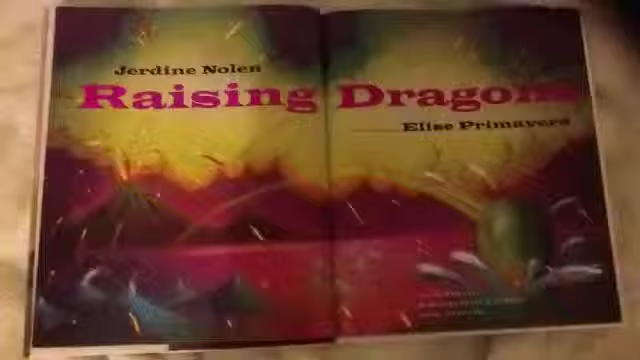 Jerdine Nolen
Raising Dragons
Elise Primavera